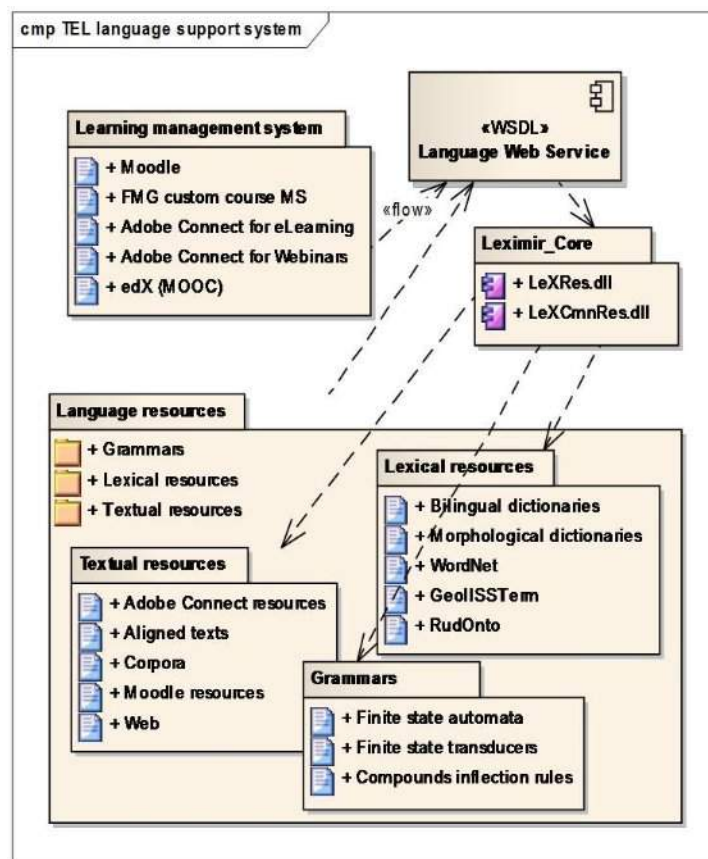 cmp TEL language support system
Learning management system
+ Moodle
+ FMG custom course MS
+ Adobe Connect for eLearning
+ Adobe Connect for Webinars
+ edX (MOOC)
«WSDL»
Language Web Service
«flow»
Leximir_Core
+ LeXRes.dll
+ LeXCmnRes.dll
Language resources
+ Grammars
+ Lexical resources
+ Textual resources
Lexical resources
+ Bilingual dictionaries
+ Morphological dictionaries
+ WordNet
+ GeolISSTerm
+ RudOnto
Textual resources
+ Adobe Connect resources
+ Aligned texts
+ Corpora
+ Moodle resources
+ Web
Grammars
+ Finite state automata
+ Finite state transducers
+ Compounds inflection rules